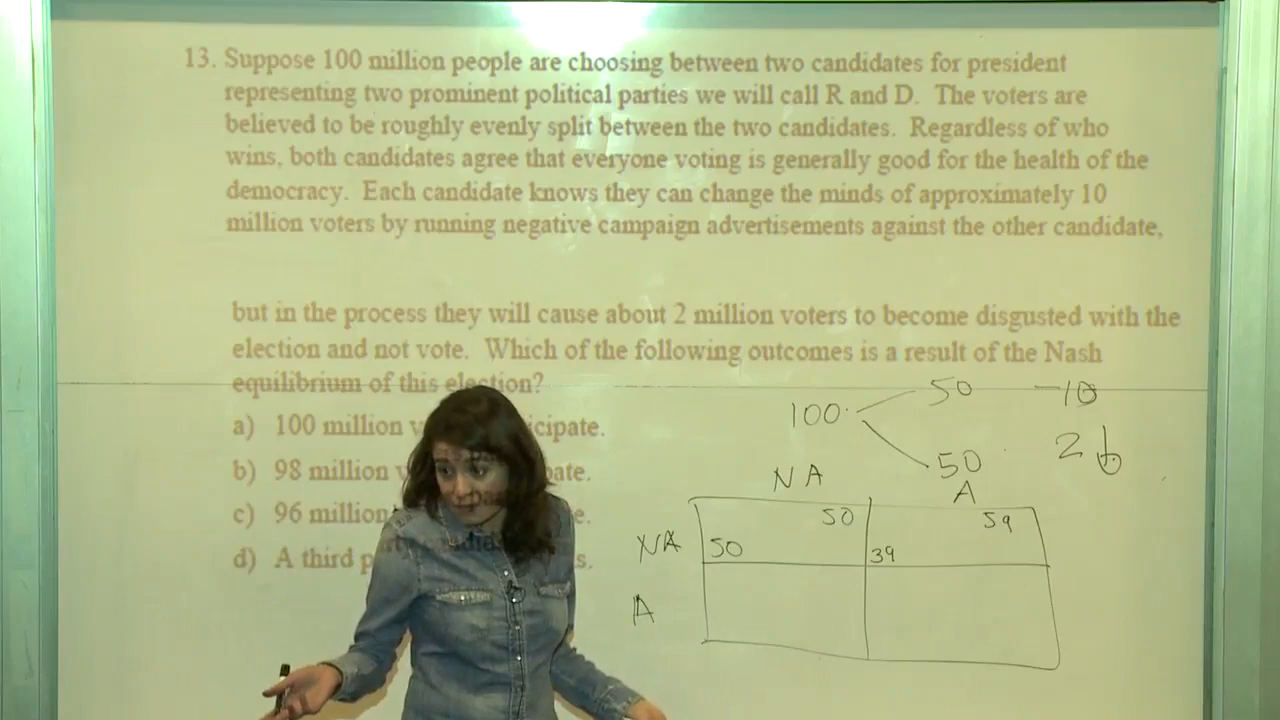 13. Suppose 100 million people are choosing between two candidates for president
representing two prominent political parties we will call R and D. The voters are
believed to be roughly evenly split between the two candidates. Regardless of who
wins, both candidates agree that everyone voting is generally good for the health of the
democracy. Each candidate knows they can change the minds of approximately 10
million voters by running negative campaign advertisements against the other candidate,
but in the process they will cause about 2 million voters to become disgusted with the
election and not vote. Which of the following outcomes is a result of the Nash
equilibrium of this election?
a) 100 million
b) 98 million
c) 96 million
d) A third
100 50 -10
50 2 ↓
NA A
NA 50 50 39 59
A